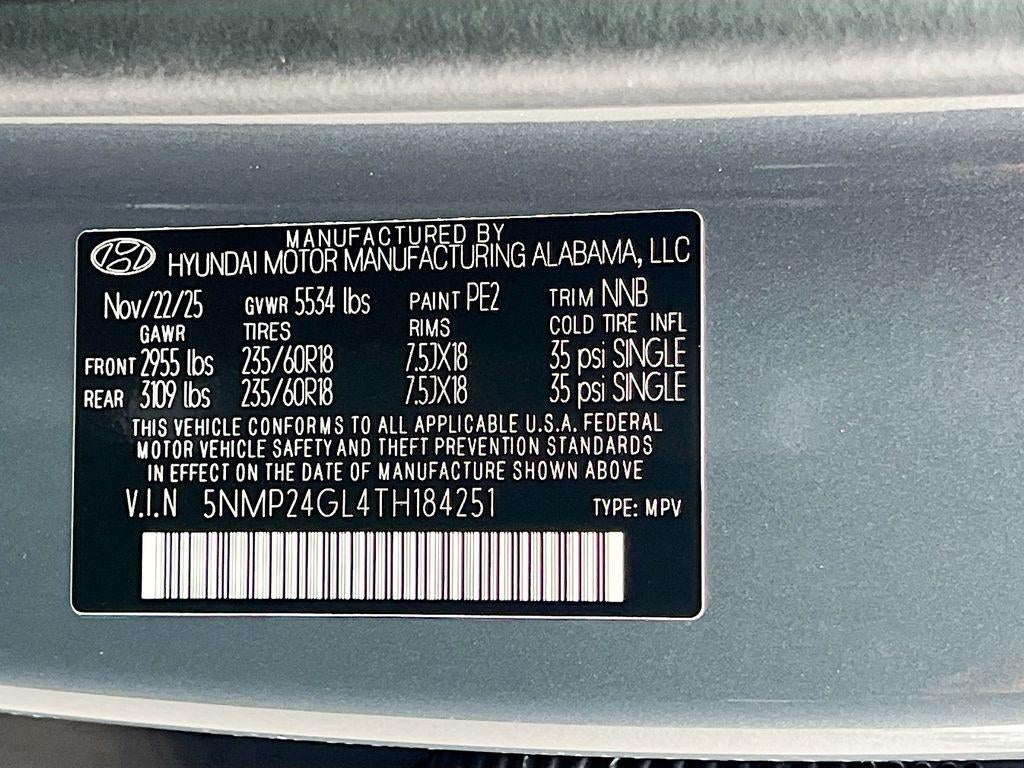 MANUFACTURED BY
HYUNDAI MOTOR MANUFACTURING ALABAMA, LLC
Nov/22/25 GVWR 5534 lbs PAINT PE2 TRIM NNB
GAWR TIRES RIMS COLD TIRE INFL
FRONT 2955 lbs 235/60R18 7.5JX18 35 psi SINGLE
REAR 3109 lbs 235/60R18 7.5JX18 35 psi SINGLE
THIS VEHICLE CONFORMS TO ALL APPLICABLE U.S.A. FEDERAL
MOTOR VEHICLE SAFETY AND THEFT PREVENTION STANDARDS
IN EFFECT ON THE DATE OF MANUFACTURE SHOWN ABOVE
V.I.N 5NMP24GL4TH184251 TYPE: MPV